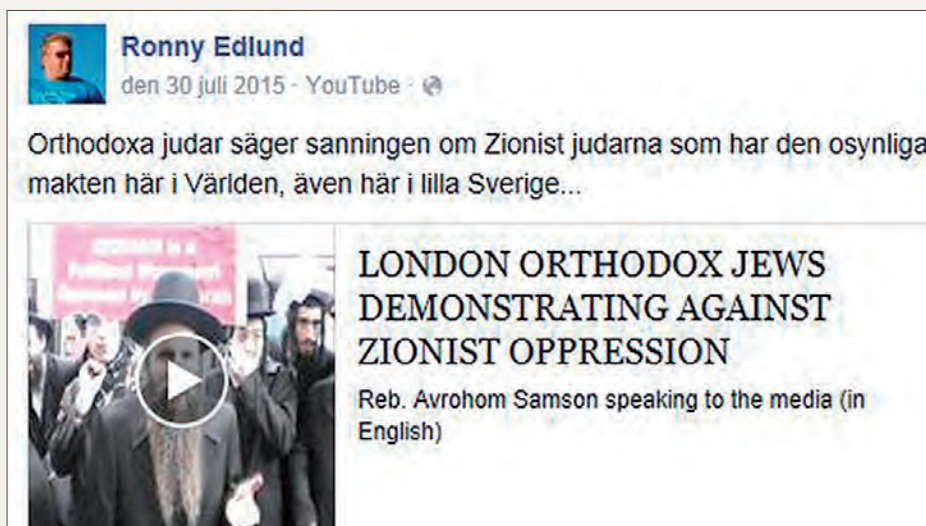 Ronny Edlund
den 30 juli 2015 · YouTube ·
Orthodoxa judar säger sanningen om Zionist judarna som har den osynliga
makten här i Världen, även här i lilla Sverige...
LONDON ORTHODOX JEWS
DEMONSTRATING AGAINST
ZIONIST OPPRESSION
Reb. Avrohom Samson speaking to the media (in
English)